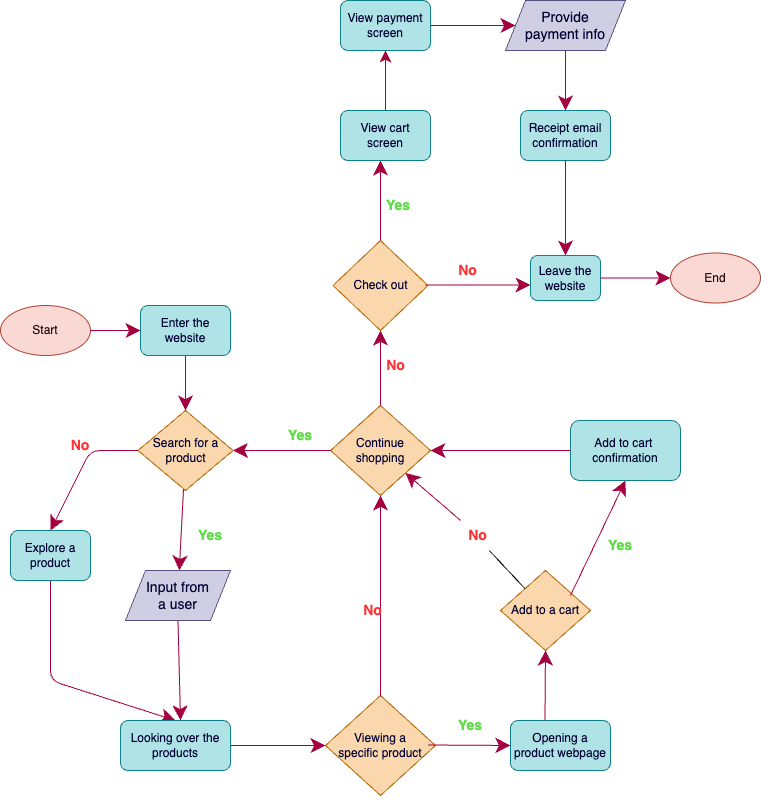 View payment
screen
Provide
payment info
View cart
screen
Receipt email
confirmation
Yes
Check out
No
Leave the
website
End
Start
Enter the
website
No
Search for a
product
Yes
Continue
shopping
Add to cart
confirmation
No
Yes
No
Yes
Explore a
product
Input from
a user
No
Add to a cart
Looking over the
products
Viewing a
specific product
Yes
Opening a
product webpage